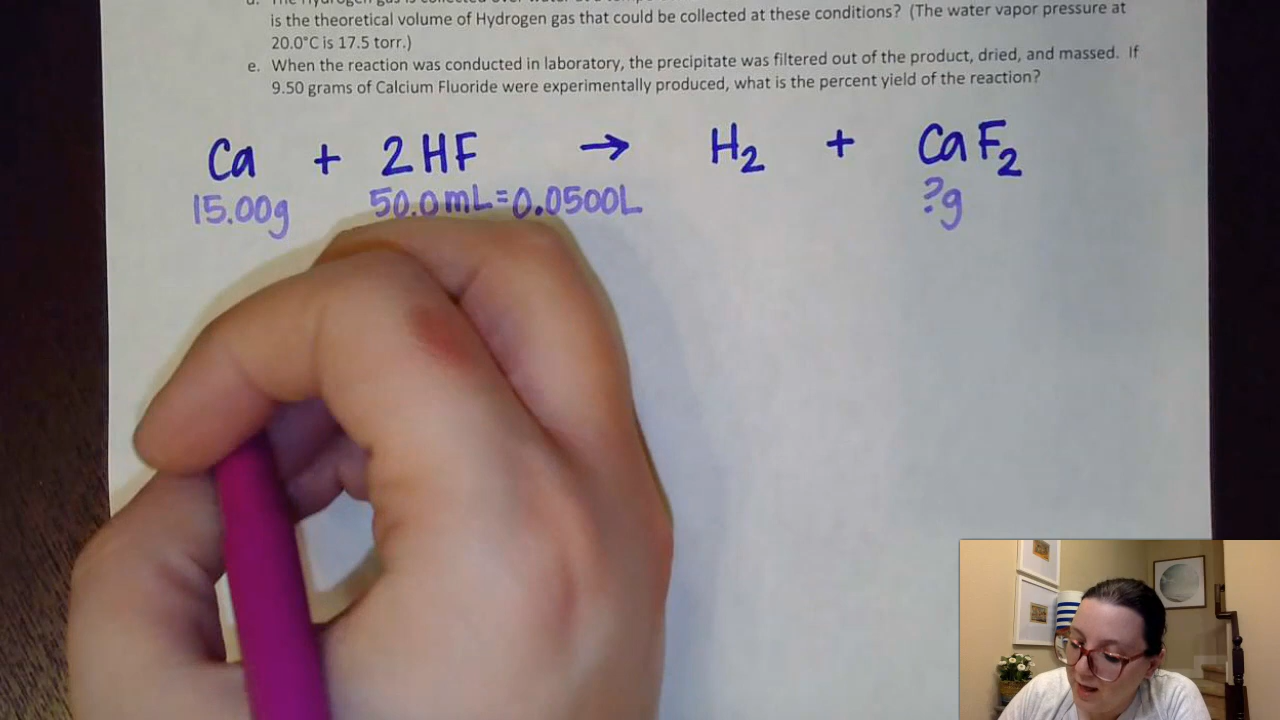 is the theoretical volume of Hydrogen gas that could be collected at these conditions? (The water vapor pressure at
20.0°C is 17.5 torr.)
e. When the reaction was conducted in laboratory, the precipitate was filtered out of the product, dried, and massed. If
9.50 grams of Calcium Fluoride were experimentally produced, what is the percent yield of the reaction?
Ca + 2HF → H₂ + CaF₂
15.00g 50.0mL=0.0500L ?g